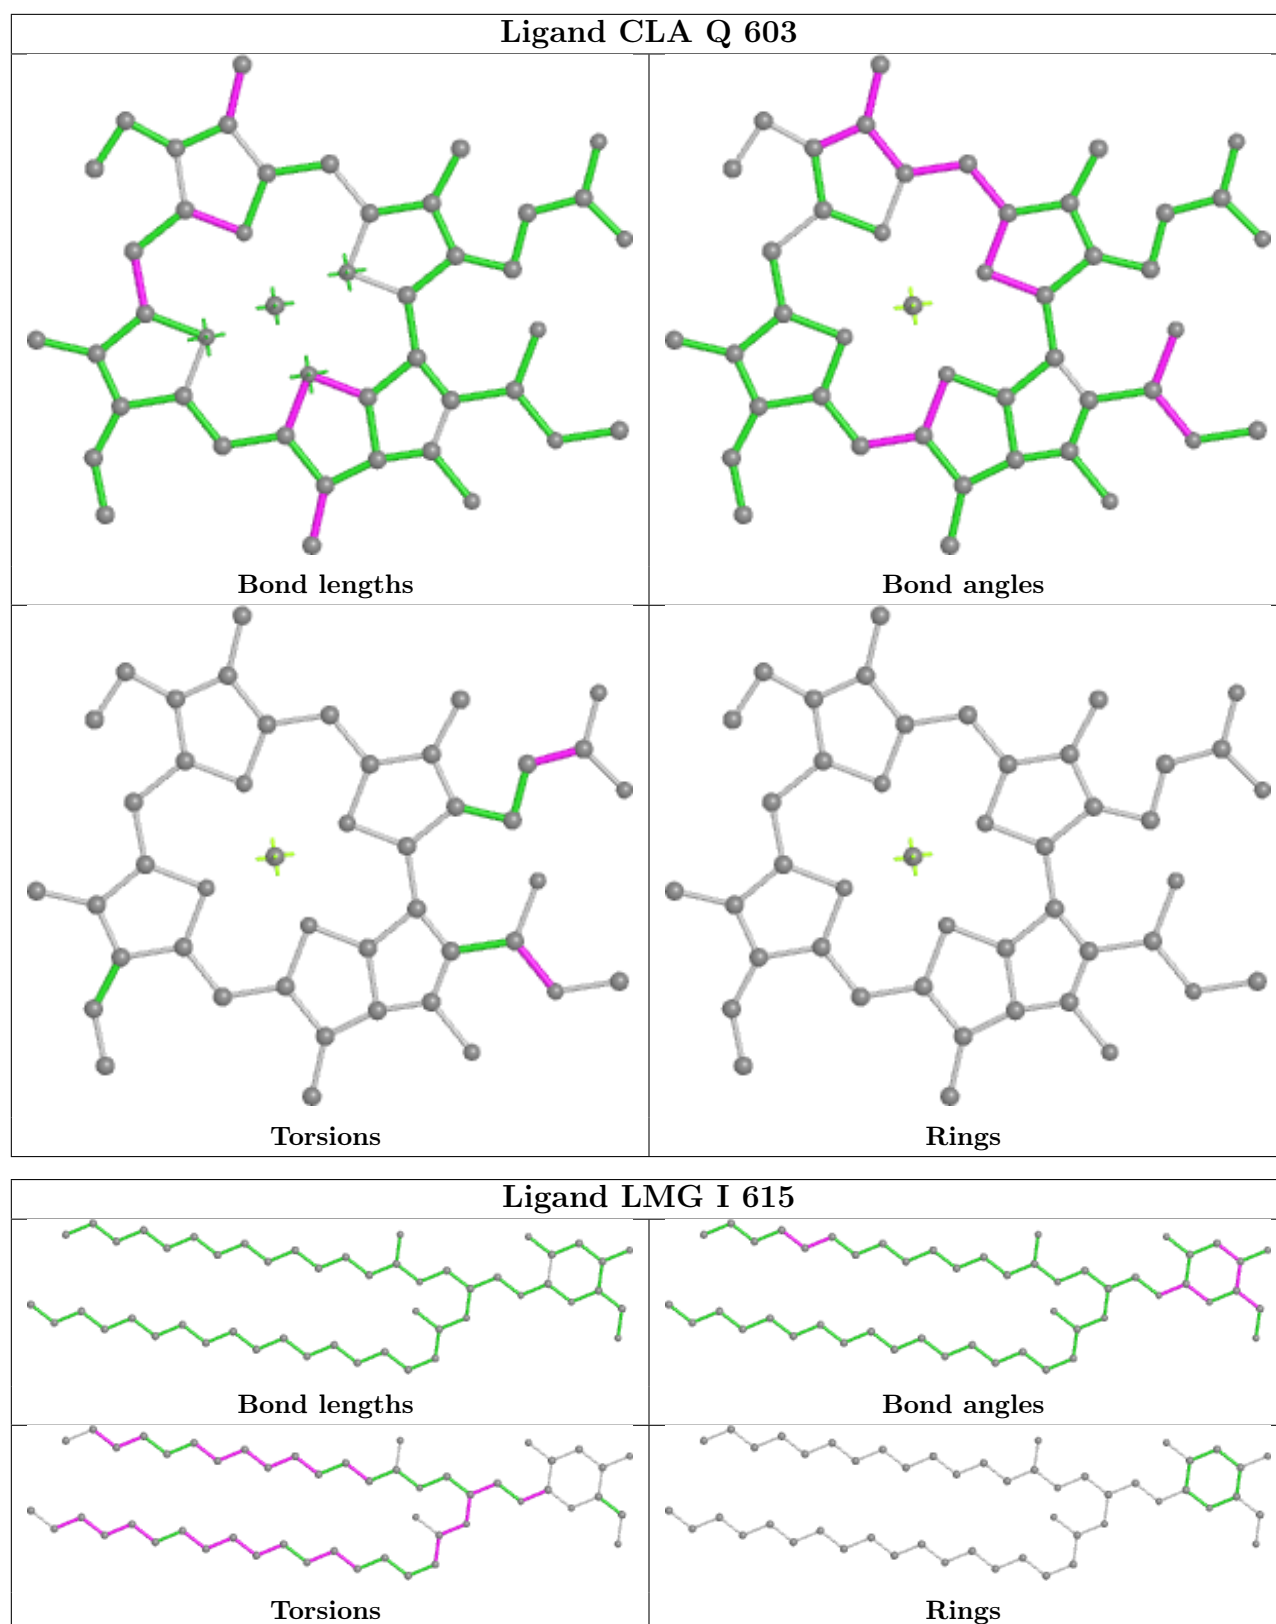 Ligand CLA Q 603
Bond lengths
Bond angles
Torsions
Rings
Ligand LMG I 615
Bond lengths
Bond angles
Torsions
Rings